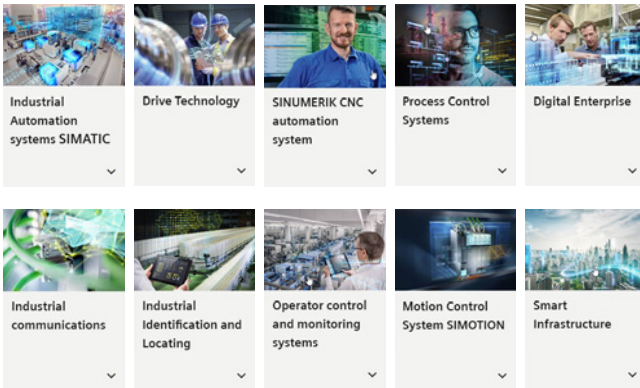 Industrial
Automation
systems SIMATIC
Drive Technology
SINUMERIK CNC
automation
system
Process Control
Systems
Digital Enterprise
Industrial
communications
Industrial
Identification and
Locating
Operator control
and monitoring
systems
Motion Control
System SIMOTION
Smart
Infrastructure